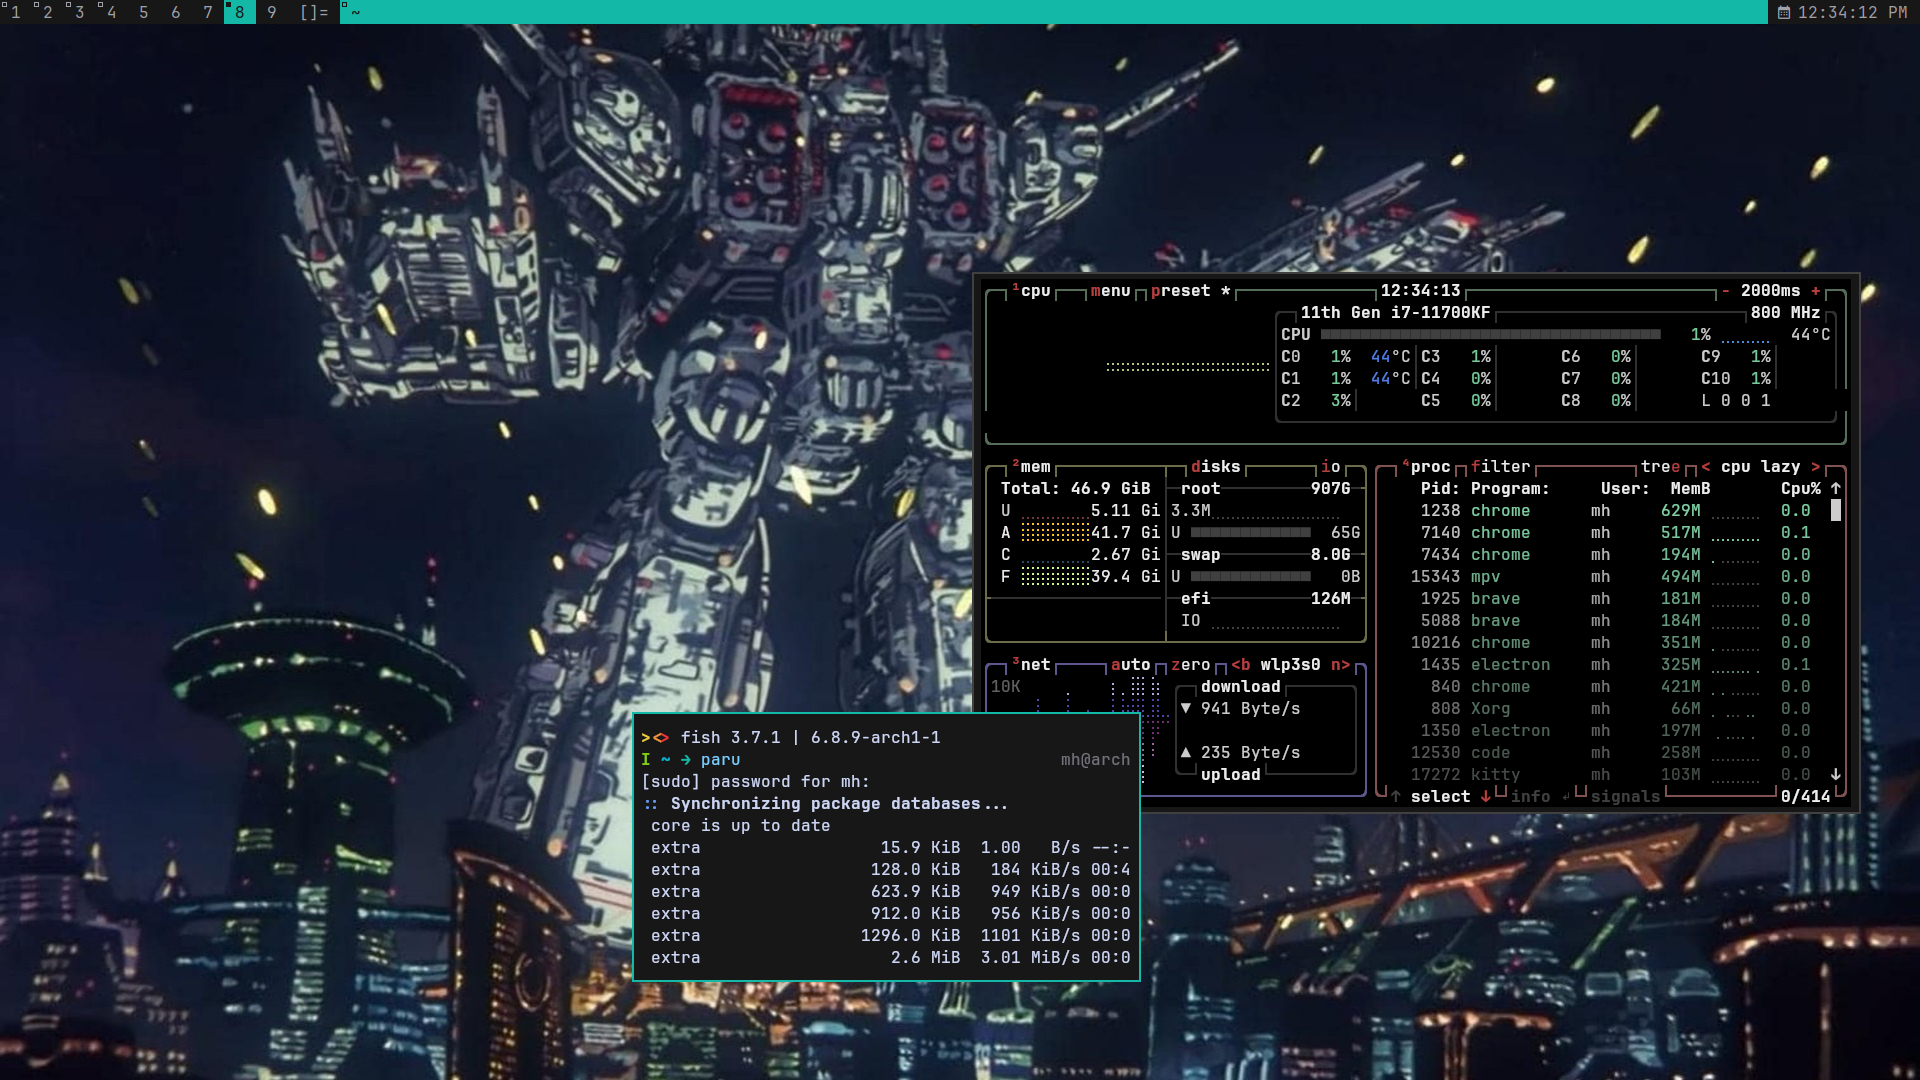 1 2 3 4 5 6 7 8 9 []= ~ 12:34:12 PM
1cpu menu preset * 12:34:13 - 2000ms +
11th Gen i7-11700KF 800 MHz
CPU 1% 44°C
C0 1% 44°C C3 1% C6 0% C9 1%
C1 1% 44°C C4 0% C7 0% C10 1%
C2 3% C5 0% C8 0% L 0 0 1
2mem disks io
Total: 46.9 GiB root 907G
U 5.11 Gi 3.3M
A 41.7 Gi U 65G
C 2.67 Gi swap 8.0G
F 39.4 Gi U 0B
efi 126M
IO
4proc filter tree < cpu lazy >
Pid: Program: User: MemB Cpu% ↑
1238 chrome mh 629M 0.0
7140 chrome mh 517M 0.1
7434 chrome mh 194M 0.0
15343 mpv mh 494M 0.0
1925 brave mh 181M 0.0
5088 brave mh 184M 0.0
10216 chrome mh 351M 0.0
1435 electron mh 325M 0.1
840 chrome mh 421M 0.0
808 Xorg mh 66M 0.0
1350 electron mh 197M 0.0
12530 code mh 258M 0.0
17272 kitty mh 103M 0.0 ↓
↑ select ↓ info ↲ signals 0/414
3net auto zero <b wlp3s0 n>
10K download
▼ 941 Byte/s
▲ 235 Byte/s
upload
><> fish 3.7.1 | 6.8.9-arch1-1
I ~ → paru mh@arch
[sudo] password for mh:
:: Synchronizing package databases...
core is up to date
extra 15.9 KiB 1.00 B/s --:-
extra 128.0 KiB 184 KiB/s 00:4
extra 623.9 KiB 949 KiB/s 00:0
extra 912.0 KiB 956 KiB/s 00:0
extra 1296.0 KiB 1101 KiB/s 00:0
extra 2.6 MiB 3.01 MiB/s 00:0